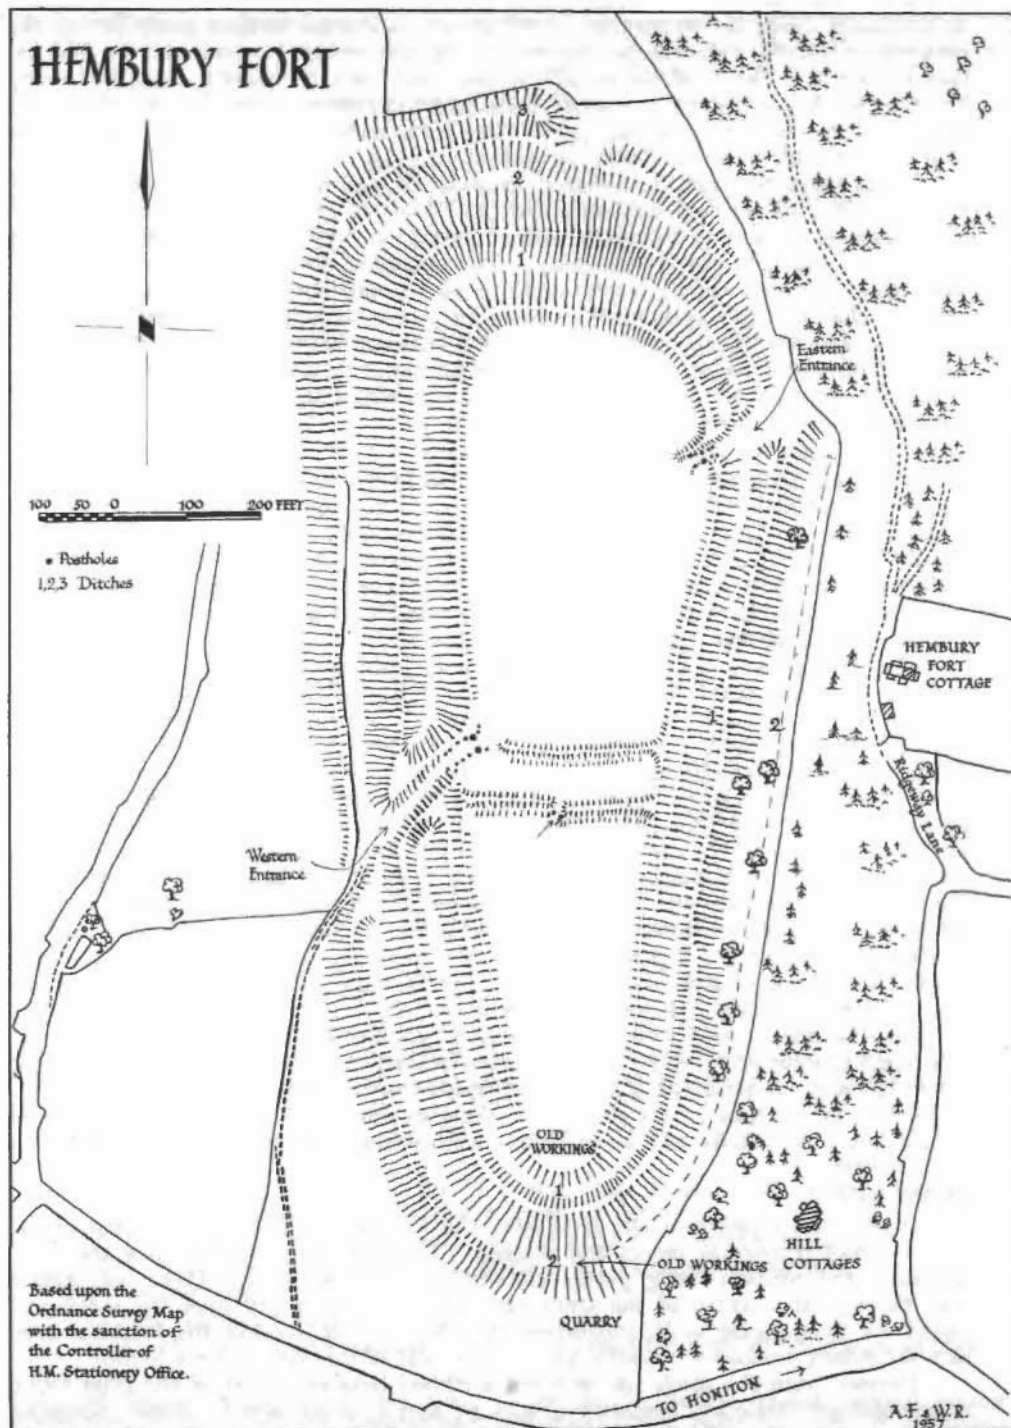 HEMBURY FORT
3
2
1
Eastern
Entrance
100 50 0 100 200 FEET
• Postholes
1,2,3 Ditches
HEMBURY
FORT
COTTAGE
1
2
Ridgeway Lane
Western
Entrance
OLD
WORKINGS
1
HILL
COTTAGES
2
OLD WORKINGS
QUARRY
Based upon the
Ordnance Survey Map
with the sanction of
the Controller of
H.M. Stationery Office.
TO HONITON
A.F. & W.R.
1957